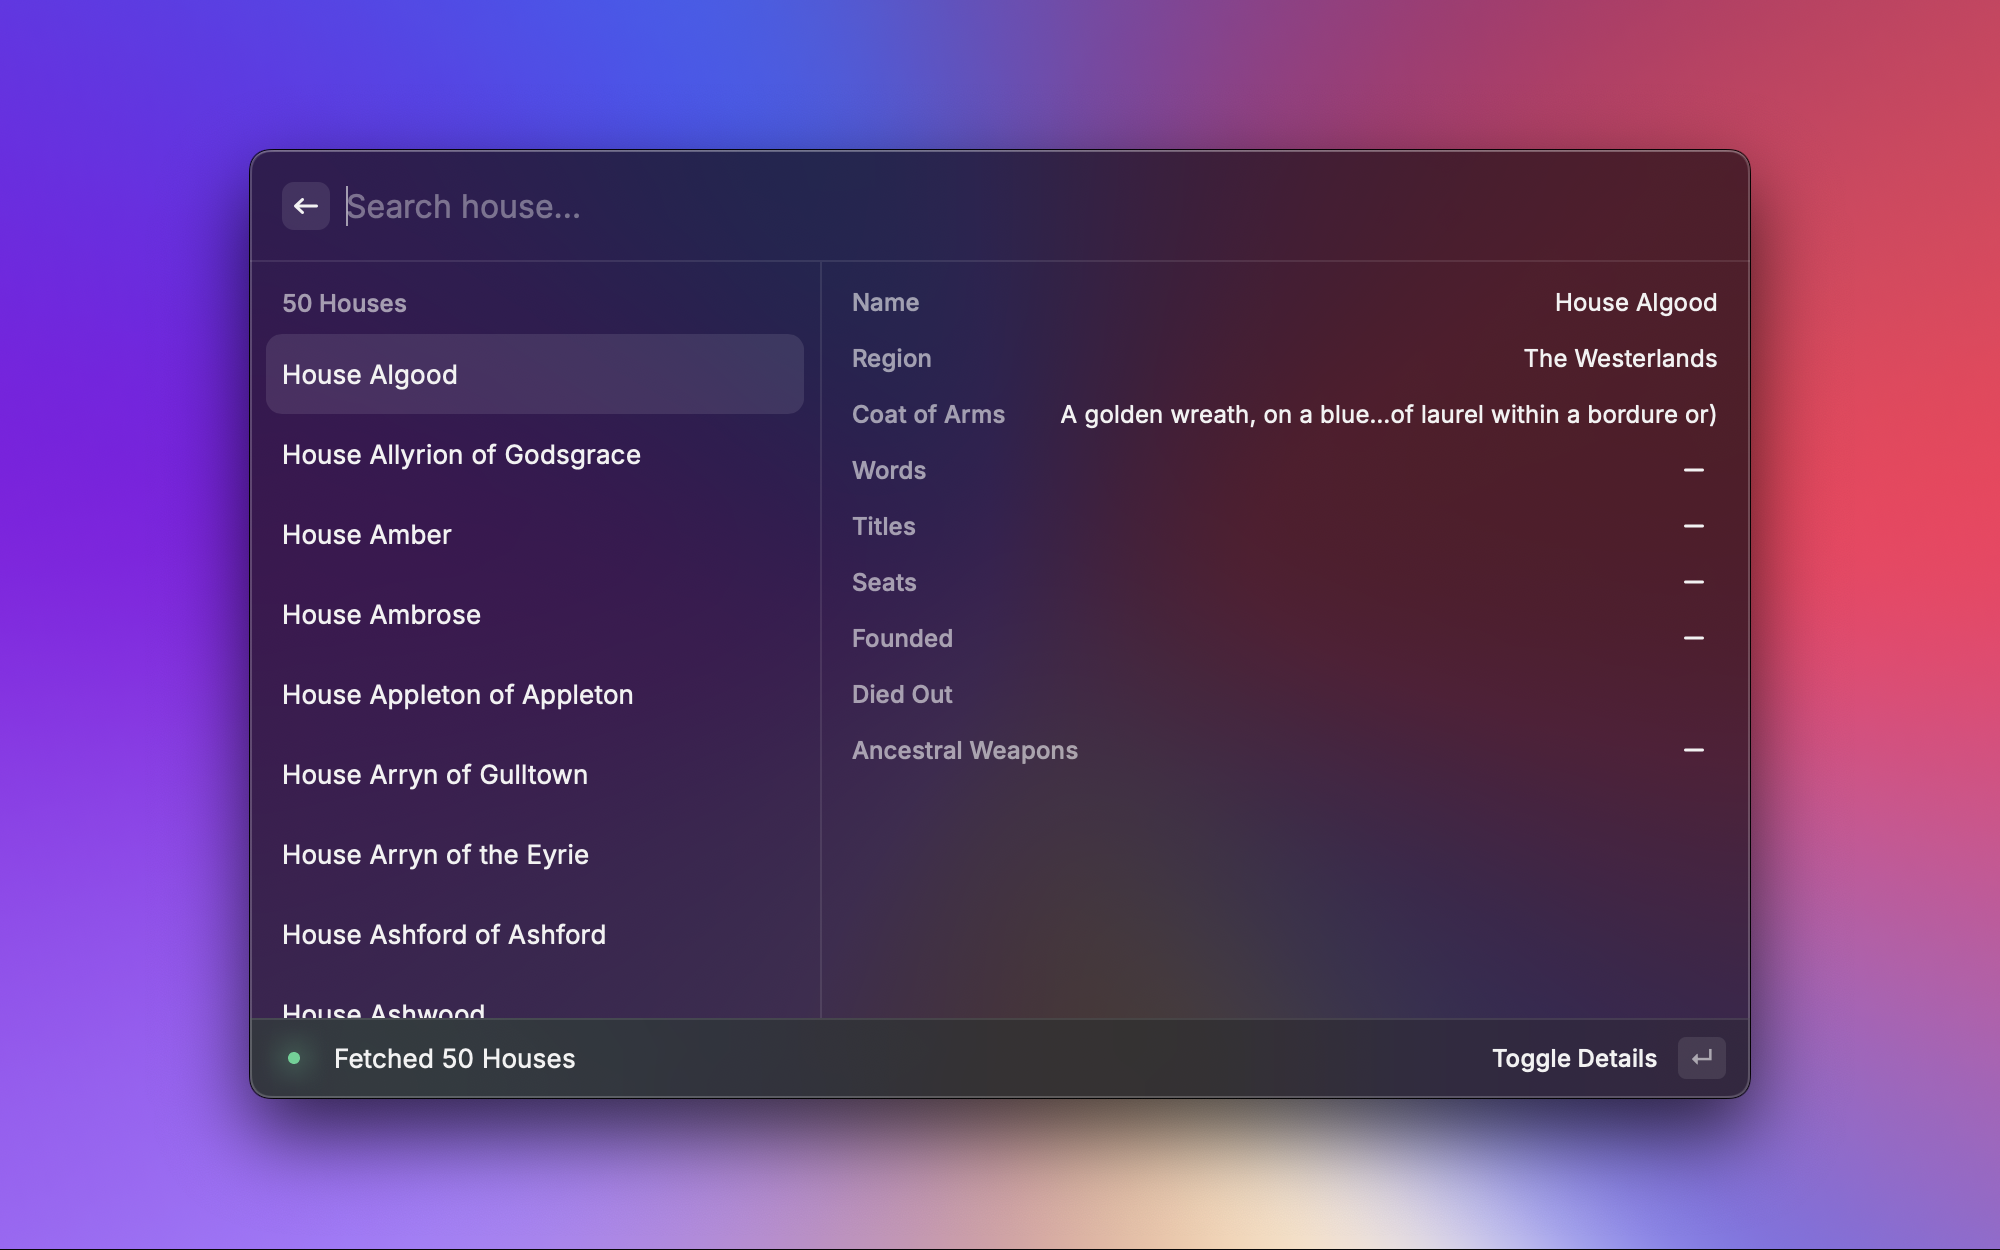 Search house...
50 Houses
House Algood
House Allyrion of Godsgrace
House Amber
House Ambrose
House Appleton of Appleton
House Arryn of Gulltown
House Arryn of the Eyrie
House Ashford of Ashford
House Ashwood
Name House Algood
Region The Westerlands
Coat of Arms A golden wreath, on a blue...of laurel within a bordure or)
Words —
Titles —
Seats —
Founded —
Died Out
Ancestral Weapons —
Fetched 50 Houses
Toggle Details